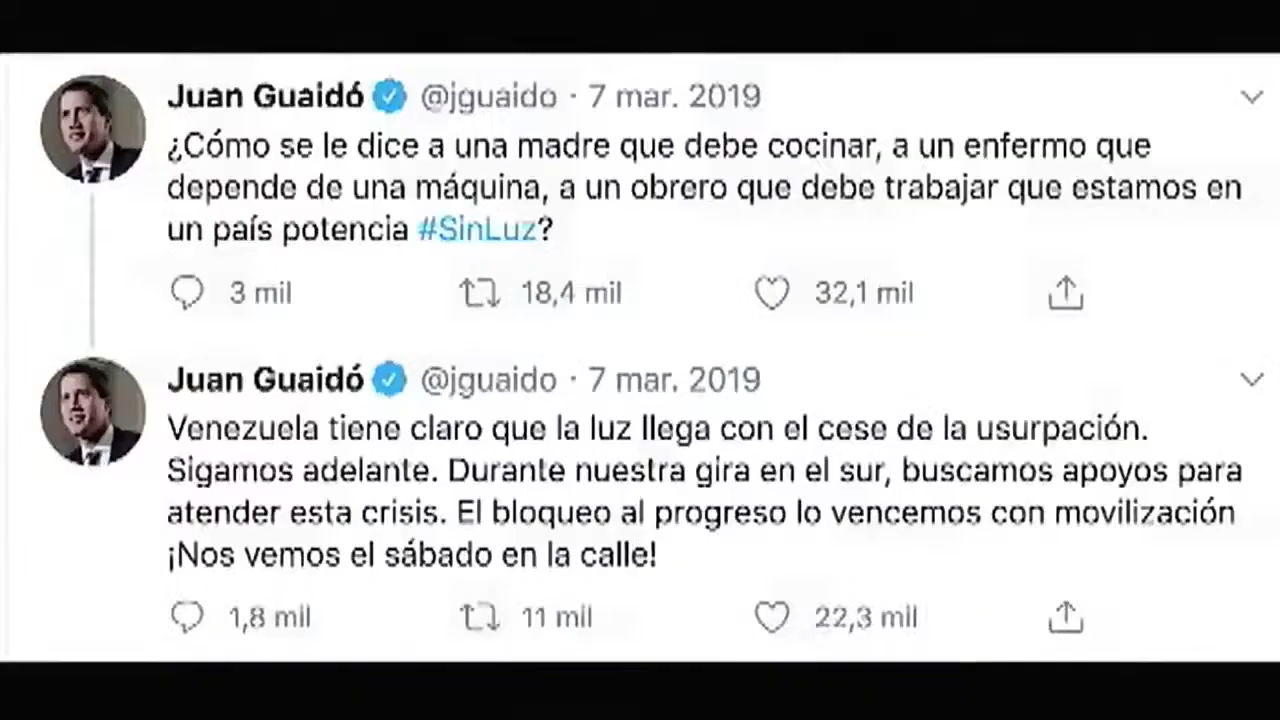 Juan Guaidó @jguaido · 7 mar. 2019
¿Cómo se le dice a una madre que debe cocinar, a un enfermo que
depende de una máquina, a un obrero que debe trabajar que estamos en
un país potencia #SinLuz?
3 mil 18,4 mil 32,1 mil
Juan Guaidó @jguaido · 7 mar. 2019
Venezuela tiene claro que la luz llega con el cese de la usurpación.
Sigamos adelante. Durante nuestra gira en el sur, buscamos apoyos para
atender esta crisis. El bloqueo al progreso lo vencemos con movilización
¡Nos vemos el sábado en la calle!
1,8 mil 11 mil 22,3 mil